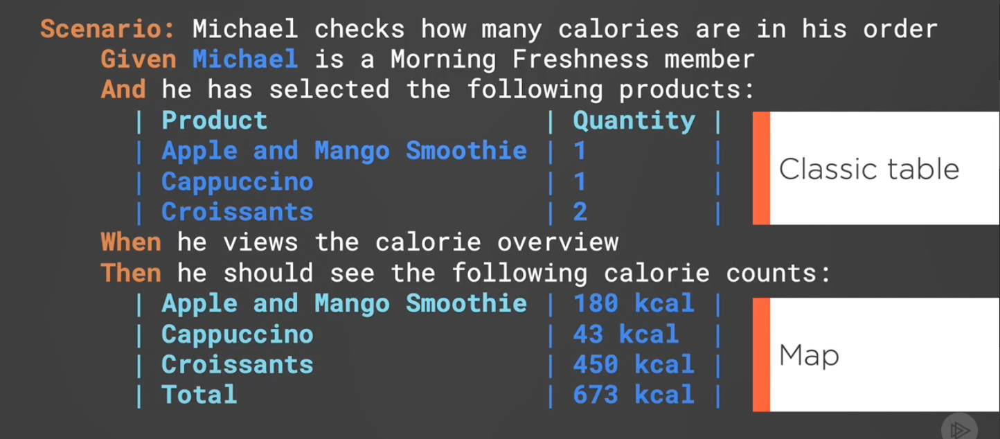 Scenario: Michael checks how many calories are in his order
Given Michael is a Morning Freshness member
And he has selected the following products:
| Product | Quantity |
| Apple and Mango Smoothie | 1 |
| Cappuccino | 1 |
| Croissants | 2 |
Classic table
When he views the calorie overview
Then he should see the following calorie counts:
| Apple and Mango Smoothie | 180 kcal |
| Cappuccino | 43 kcal |
| Croissants | 450 kcal |
| Total | 673 kcal |
Map